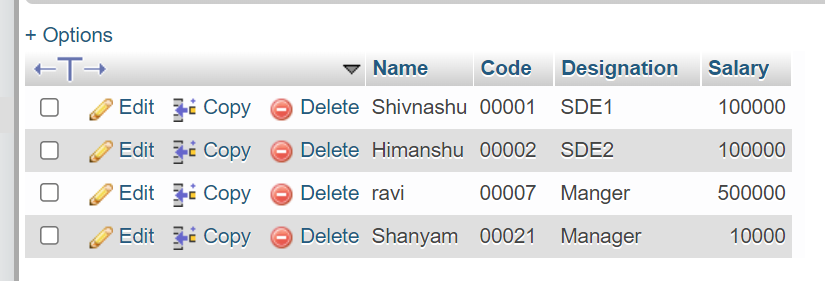 + Options
Name Code Designation Salary
Edit Copy Delete Shivnashu 00001 SDE1 100000
Edit Copy Delete Himanshu 00002 SDE2 100000
Edit Copy Delete ravi 00007 Manger 500000
Edit Copy Delete Shanyam 00021 Manager 10000